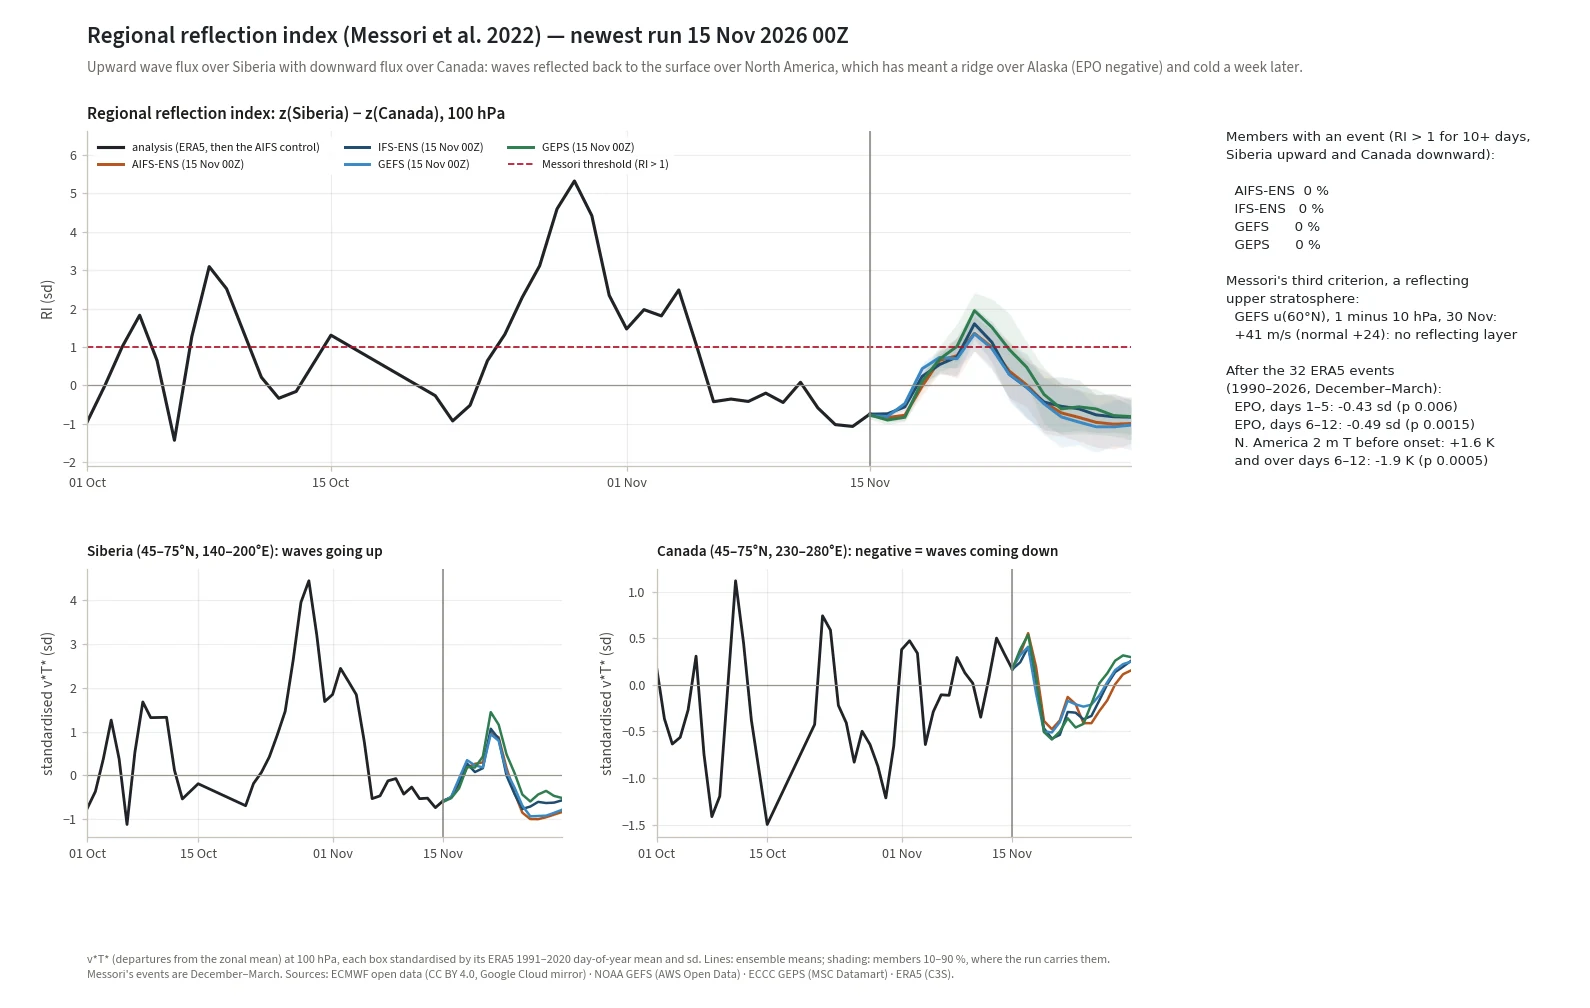 Regional reflection index (Messori et al. 2022) — newest run 15 Nov 2026 00Z
Upward wave flux over Siberia with downward flux over Canada: waves reflected back to the surface over North America, which has meant a ridge over Alaska (EPO negative) and cold a week later.
Regional reflection index: z(Siberia) − z(Canada), 100 hPa
analysis (ERA5, then the AIFS control)
AIFS-ENS (15 Nov 00Z)
IFS-ENS (15 Nov 00Z)
GEFS (15 Nov 00Z)
GEPS (15 Nov 00Z)
Messori threshold (RI > 1)
RI (sd)
6
5
4
3
2
1
0
−1
−2
01 Oct
15 Oct
01 Nov
15 Nov
Members with an event (RI > 1 for 10+ days,
Siberia upward and Canada downward):
AIFS-ENS 0 %
IFS-ENS 0 %
GEFS 0 %
GEPS 0 %
Messori's third criterion, a reflecting
upper stratosphere:
GEFS u(60°N), 1 minus 10 hPa, 30 Nov:
+41 m/s (normal +24): no reflecting layer
After the 32 ERA5 events
(1990–2026, December–March):
EPO, days 1–5: -0.43 sd (p 0.006)
EPO, days 6–12: -0.49 sd (p 0.0015)
N. America 2 m T before onset: +1.6 K
and over days 6–12: -1.9 K (p 0.0005)
Siberia (45–75°N, 140–200°E): waves going up
standardised v*T* (sd)
4
3
2
1
0
−1
01 Oct
15 Oct
01 Nov
15 Nov
Canada (45–75°N, 230–280°E): negative = waves coming down
standardised v*T* (sd)
1.0
0.5
0.0
−0.5
−1.0
−1.5
01 Oct
15 Oct
01 Nov
15 Nov
v*T* (departures from the zonal mean) at 100 hPa, each box standardised by its ERA5 1991–2020 day-of-year mean and sd. Lines: ensemble means; shading: members 10–90 %, where the run carries them.
Messori's events are December–March. Sources: ECMWF open data (CC BY 4.0, Google Cloud mirror) · NOAA GEFS (AWS Open Data) · ECCC GEPS (MSC Datamart) · ERA5 (C3S).